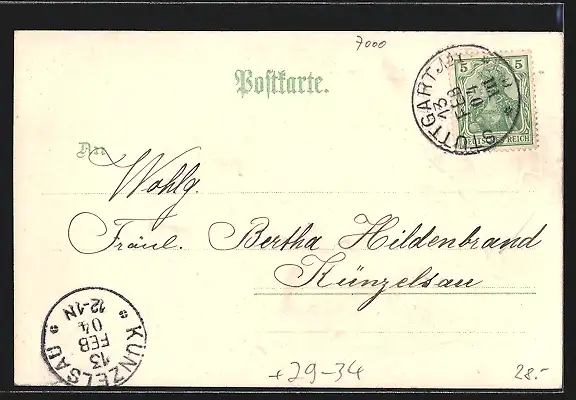 7000
Postkarte.
STUTTGART
13 FEB 04
5 5
DEUTSCHES REICH
An
Wohlg.
Fräul. Bertha Hildenbrand
Künzelsau
KÜNZELSAU
13 FEB 04
12-1N
+29-34
28.-